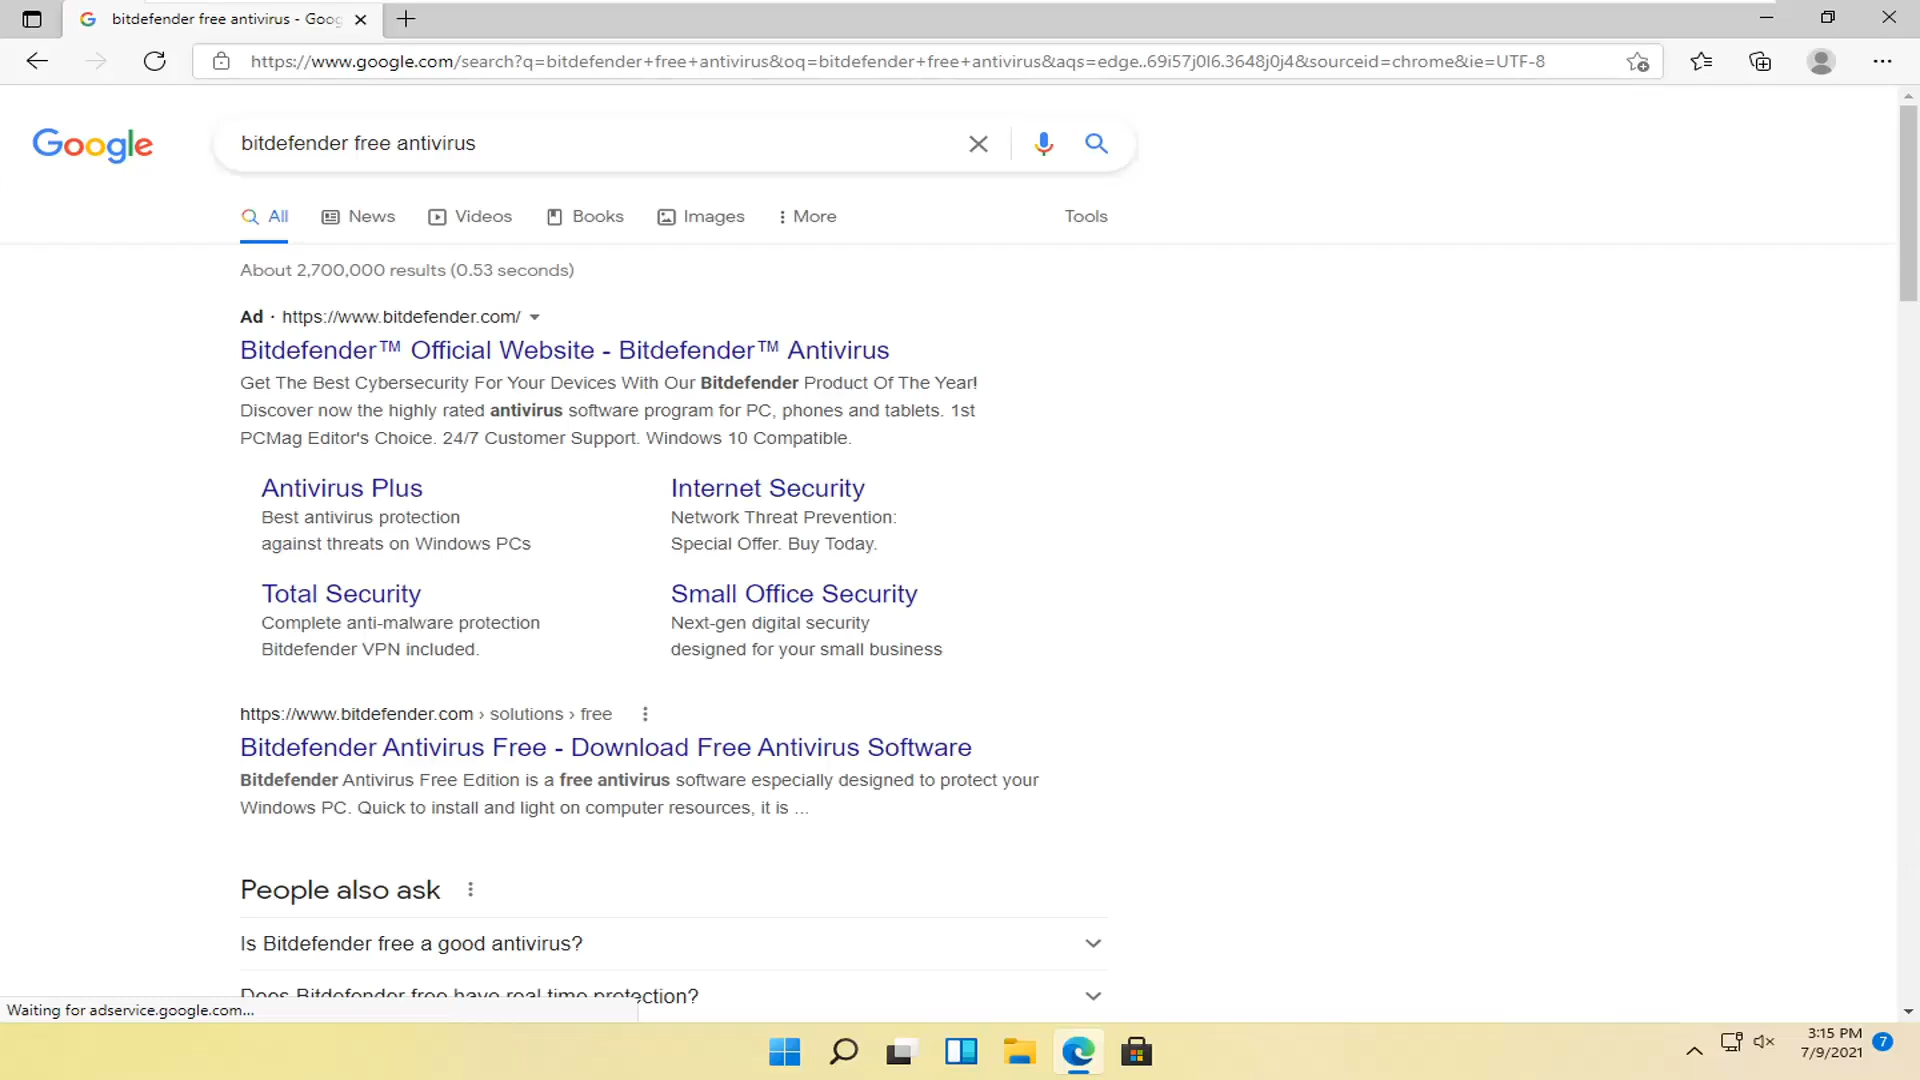 bitdefender free antivirus - Goog
https://www.google.com/search?q=bitdefender+free+antivirus&oq=bitdefender+free+antivirus&aqs=edge..69i57j0l6.3648j0j4&sourceid=chrome&ie=UTF-8
Google
bitdefender free antivirus
All News Videos Books Images More Tools
About 2,700,000 results (0.53 seconds)
Ad · https://www.bitdefender.com/
Bitdefender™ Official Website - Bitdefender™ Antivirus
Get The Best Cybersecurity For Your Devices With Our Bitdefender Product Of The Year!
Discover now the highly rated antivirus software program for PC, phones and tablets. 1st
PCMag Editor's Choice. 24/7 Customer Support. Windows 10 Compatible.
Antivirus Plus
Best antivirus protection
against threats on Windows PCs
Internet Security
Network Threat Prevention:
Special Offer. Buy Today.
Total Security
Complete anti-malware protection
Bitdefender VPN included.
Small Office Security
Next-gen digital security
designed for your small business
https://www.bitdefender.com › solutions › free
Bitdefender Antivirus Free - Download Free Antivirus Software
Bitdefender Antivirus Free Edition is a free antivirus software especially designed to protect your
Windows PC. Quick to install and light on computer resources, it is ...
People also ask
Is Bitdefender free a good antivirus?
Does Bitdefender free have real time protection?
Waiting for adservice.google.com...
3:15 PM
7/9/2021
7